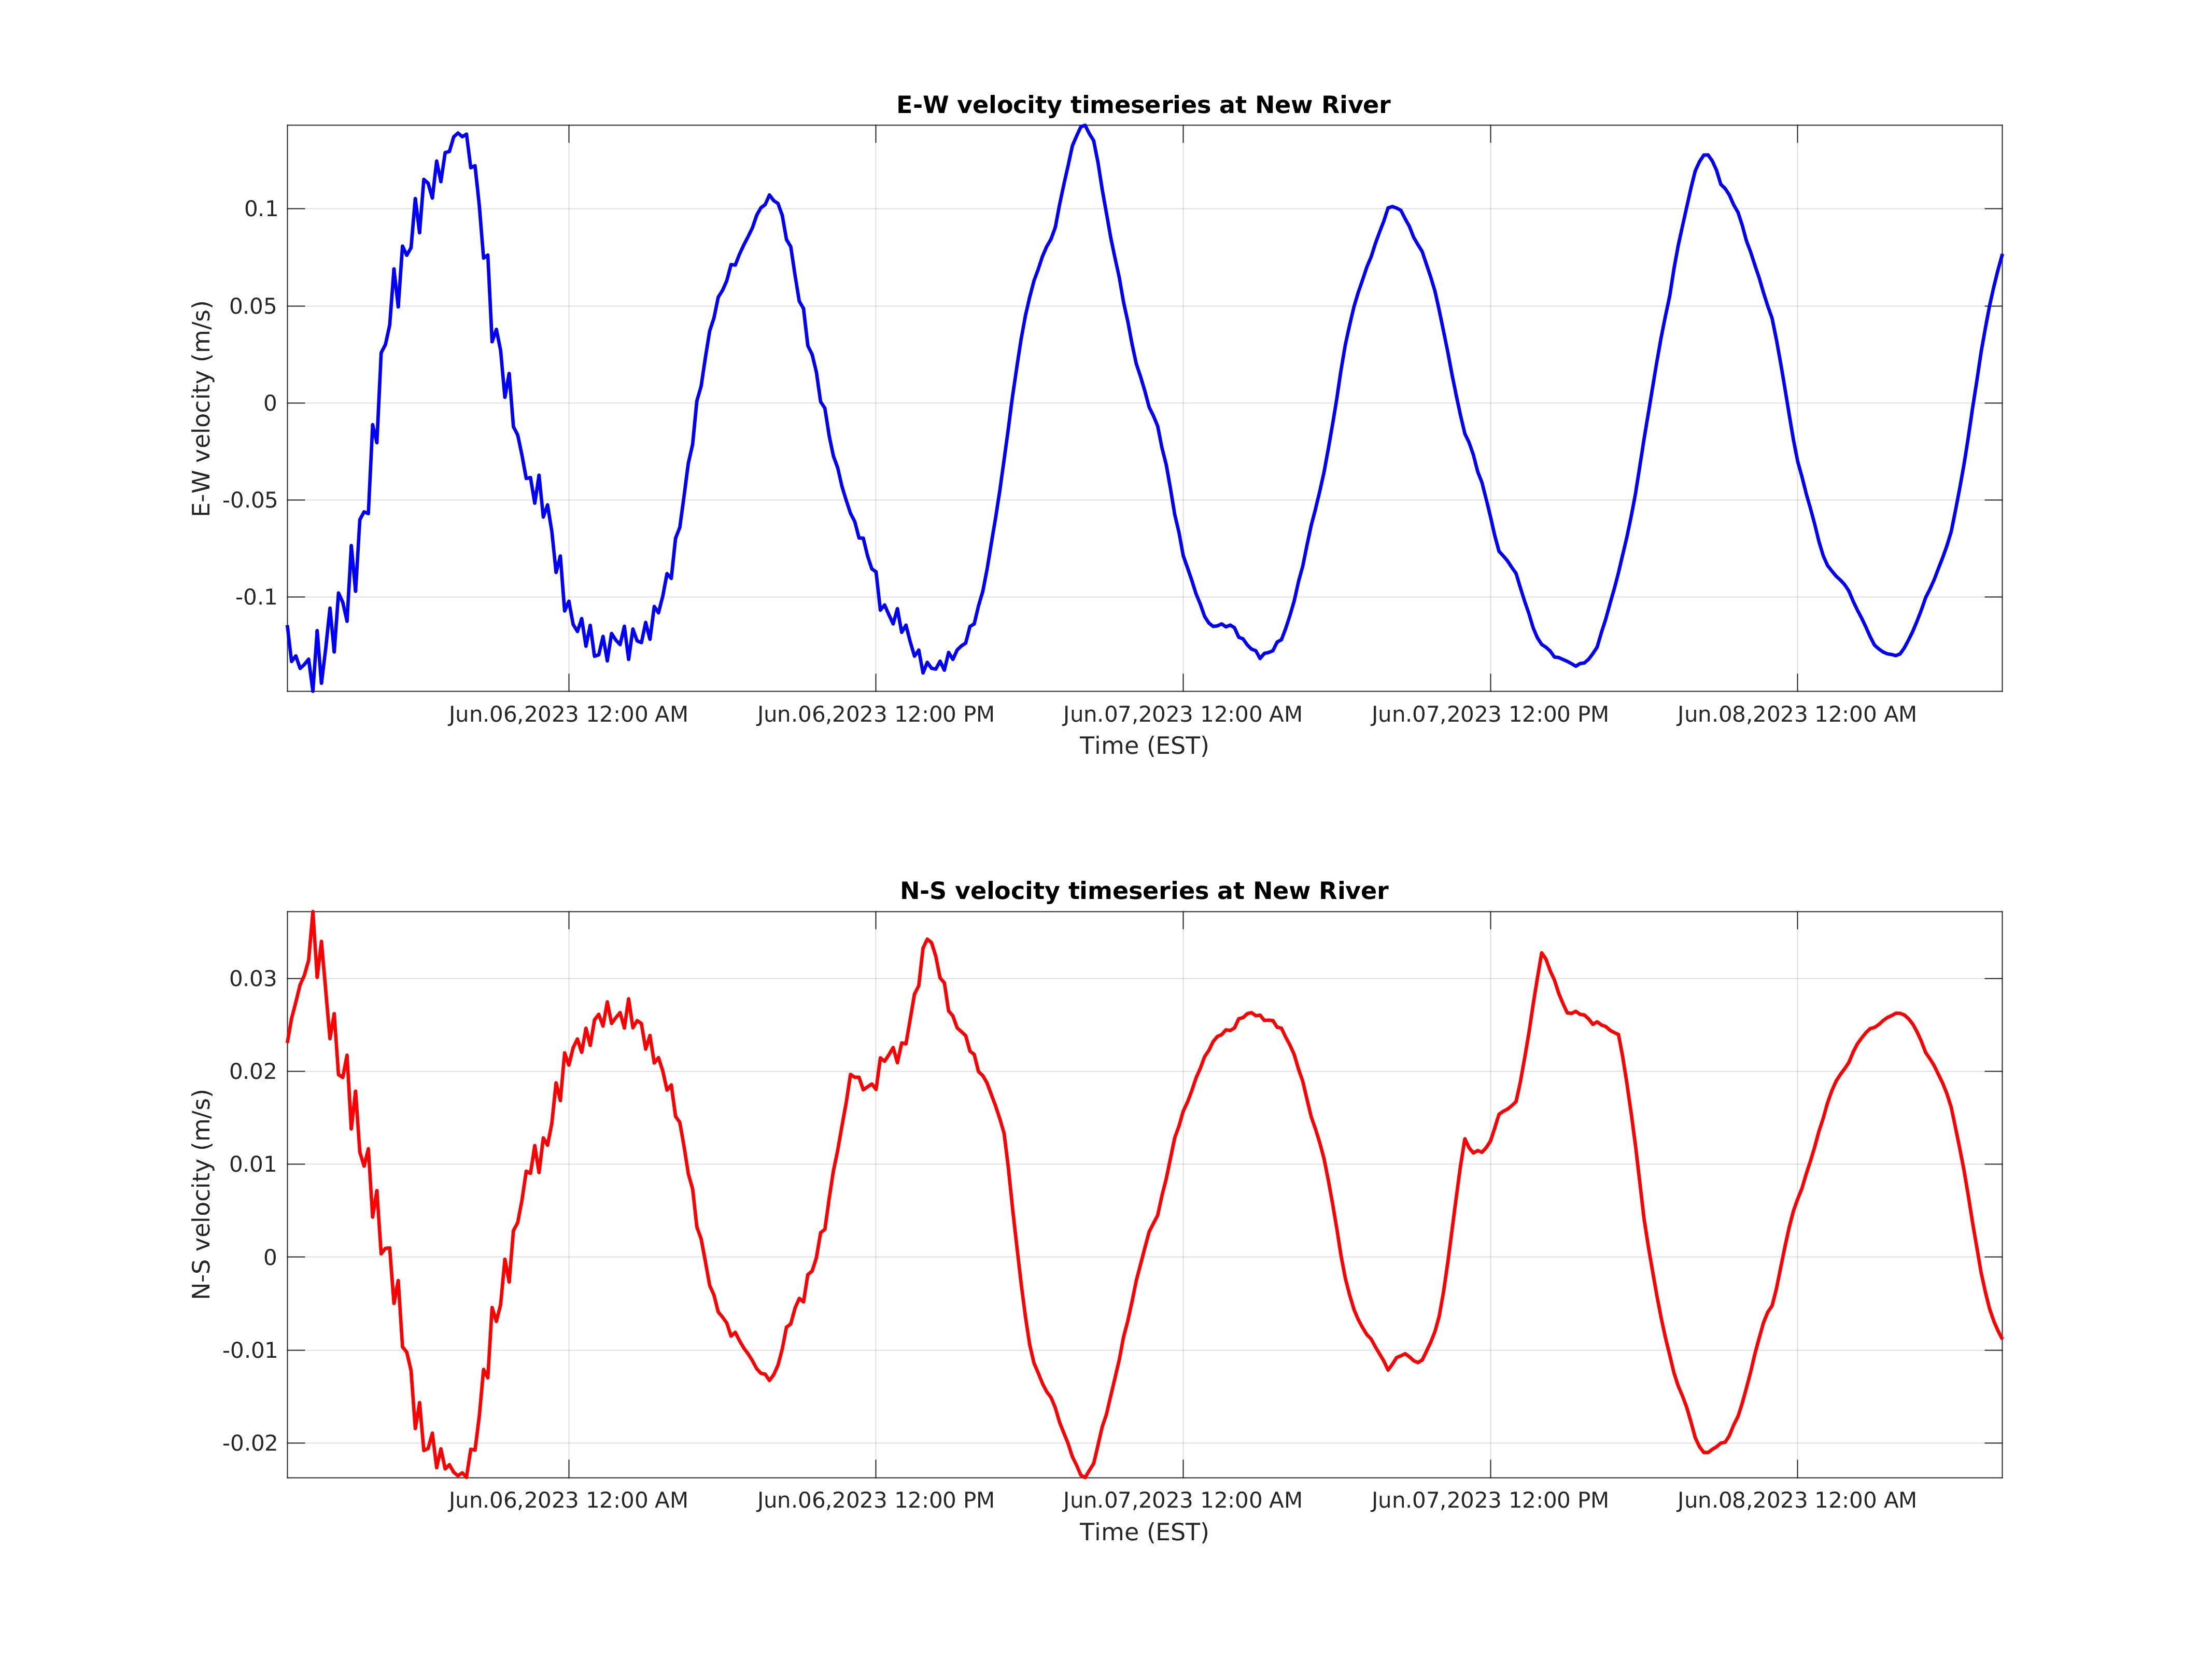 E-W velocity timeseries at New River
E-W velocity (m/s)
0.1
0.05
0
-0.05
-0.1
Jun.06,2023 12:00 AM
Jun.06,2023 12:00 PM
Jun.07,2023 12:00 AM
Jun.07,2023 12:00 PM
Jun.08,2023 12:00 AM
Time (EST)
N-S velocity timeseries at New River
N-S velocity (m/s)
0.03
0.02
0.01
0
-0.01
-0.02
Jun.06,2023 12:00 AM
Jun.06,2023 12:00 PM
Jun.07,2023 12:00 AM
Jun.07,2023 12:00 PM
Jun.08,2023 12:00 AM
Time (EST)